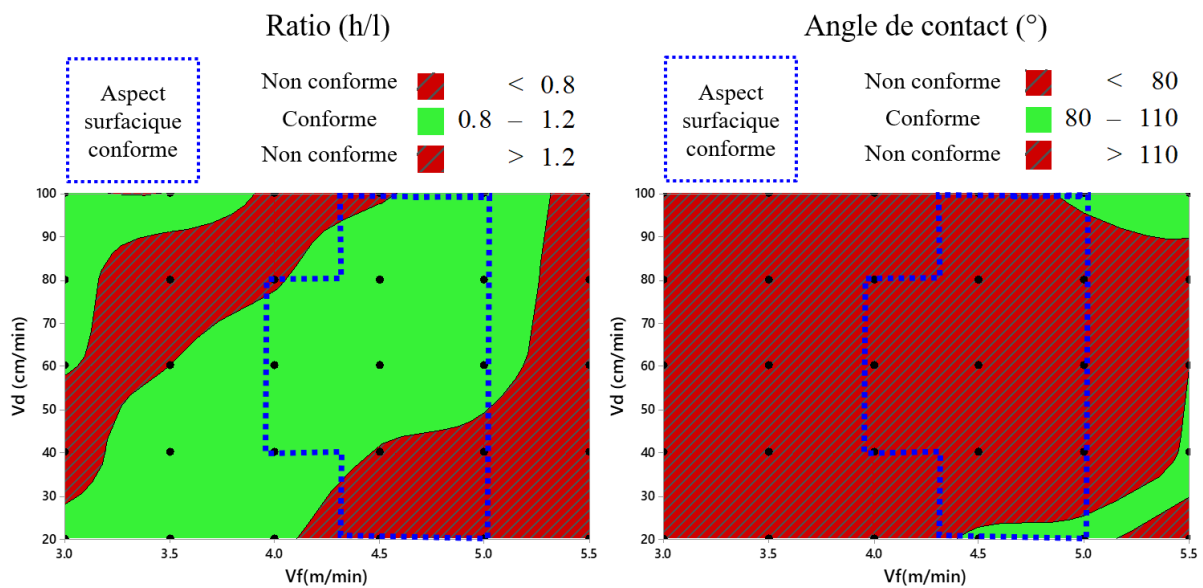 Ratio (h/l)
Aspect
surfacique
conforme
Non conforme < 0.8
Conforme 0.8 – 1.2
Non conforme > 1.2
Vd (cm/min)
100
90
80
70
60
50
40
30
20
3.0 3.5 4.0 4.5 5.0 5.5
Vf(m/min)
Angle de contact (°)
Aspect
surfacique
conforme
Non conforme < 80
Conforme 80 – 110
Non conforme > 110
Vd (cm/min)
100
90
80
70
60
50
40
30
20
3.0 3.5 4.0 4.5 5.0 5.5
Vf(m/min)